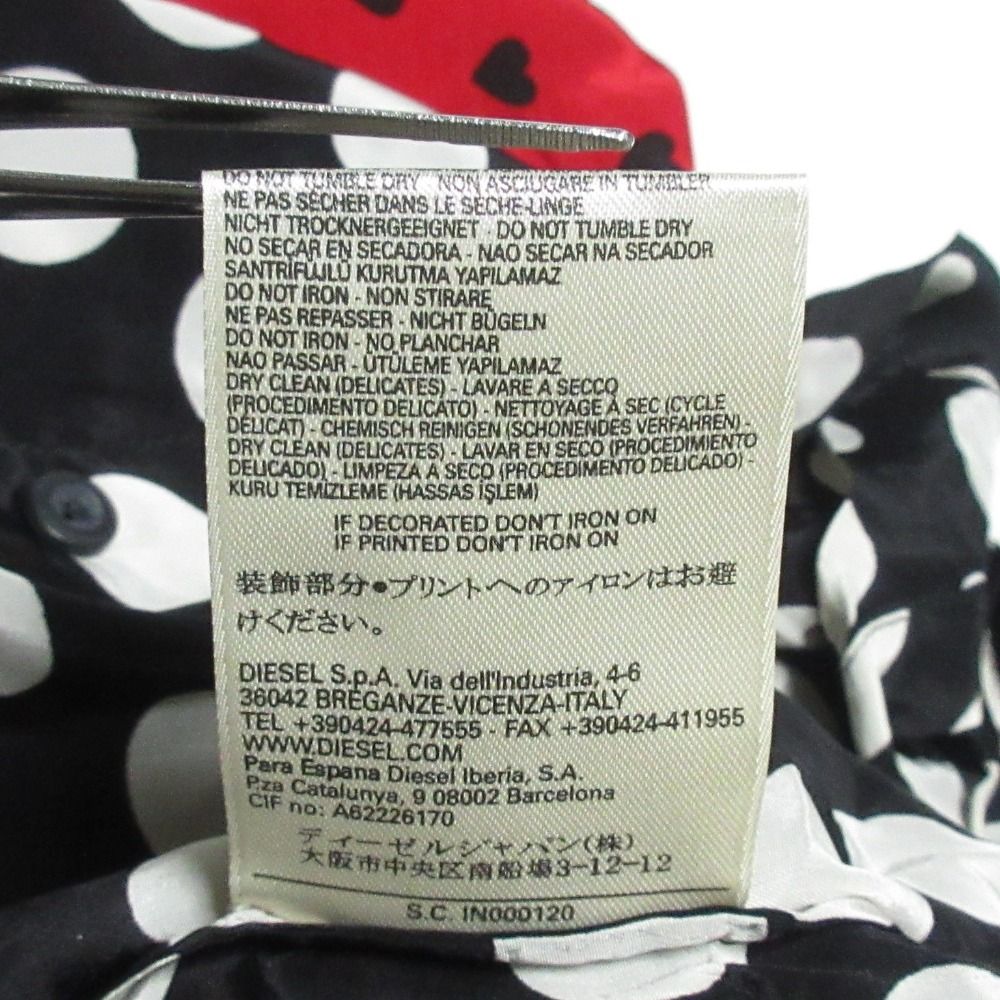 DO NOT TUMBLE DRY - NON ASCIUGARE IN TUMBLER
NE PAS SÉCHER DANS LE SÈCHE-LINGE
NICHT TROCKNERGEEIGNET - DO NOT TUMBLE DRY
NO SECAR EN SECADORA - NÃO SECAR NA SECADOR
SANTRİFUJLÜ KURUTMA YAPILAMAZ
DO NOT IRON - NON STIRARE
NE PAS REPASSER - NICHT BÜGELN
DO NOT IRON - NO PLANCHAR
NÃO PASSAR - ÜTÜLEME YAPILAMAZ
DRY CLEAN (DELICATES) - LAVARE A SECCO
(PROCEDIMENTO DELICATO) - NETTOYAGE À SEC (CYCLE
DÉLICAT) - CHEMISCH REINIGEN (SCHONENDES VERFAHREN) -
DRY CLEAN (DELICATES) - LAVAR EN SECO (PROCEDIMIENTO
DELICADO) - LIMPEZA A SECO (PROCEDIMENTO DELICADO) -
KURU TEMİZLEME (HASSAS İŞLEM)
IF DECORATED DON'T IRON ON
IF PRINTED DON'T IRON ON
装飾部分●プリントへのアイロンはお避
けください。
DIESEL S.p.A. Via dell'Industria, 4-6
36042 BREGANZE-VICENZA-ITALY
TEL +390424-477555 - FAX +390424-411955
WWW.DIESEL.COM
Para Espana Diesel Iberia, S.A.
P.za Catalunya, 9 08002 Barcelona
CIF no: A62226170
ディーゼルジャパン(株)
大阪市中央区南船場3-12-12
S.C. IN000120